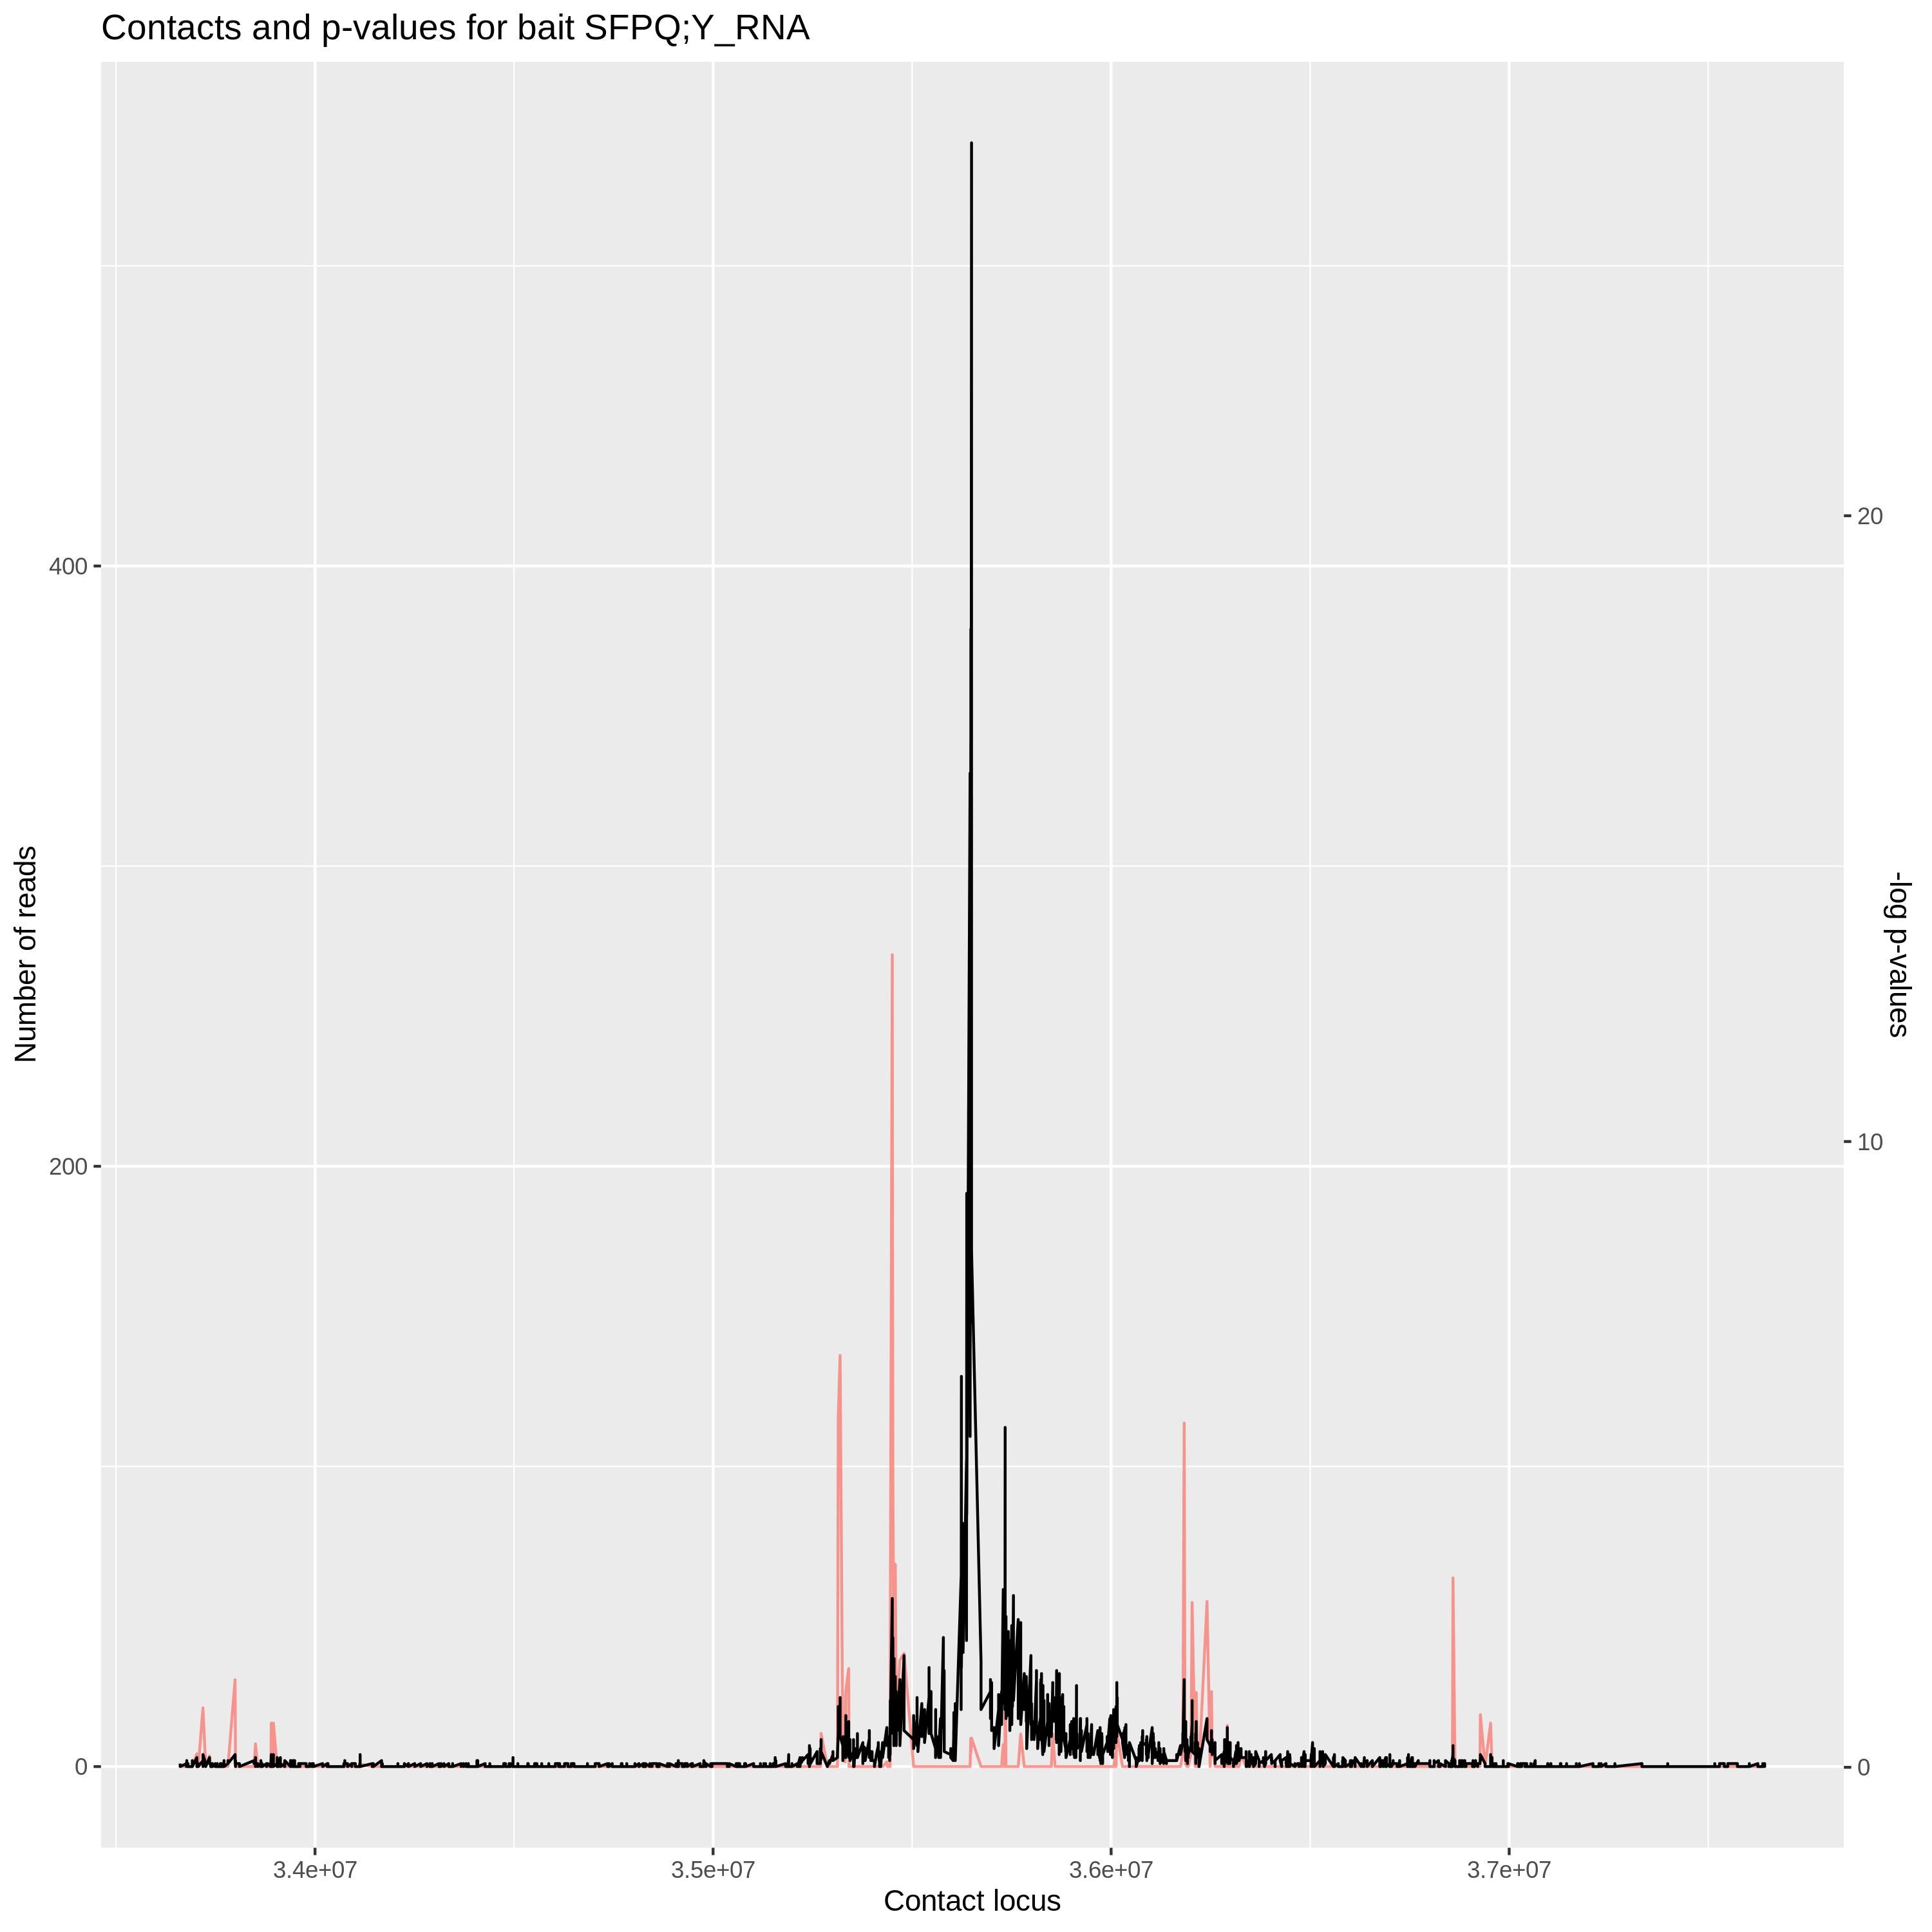 Contacts and p-values for bait SFPQ;Y_RNA
Number of reads
400
200
0
20
10
0
-log p-values
3.4e+07
3.5e+07
3.6e+07
3.7e+07
Contact locus